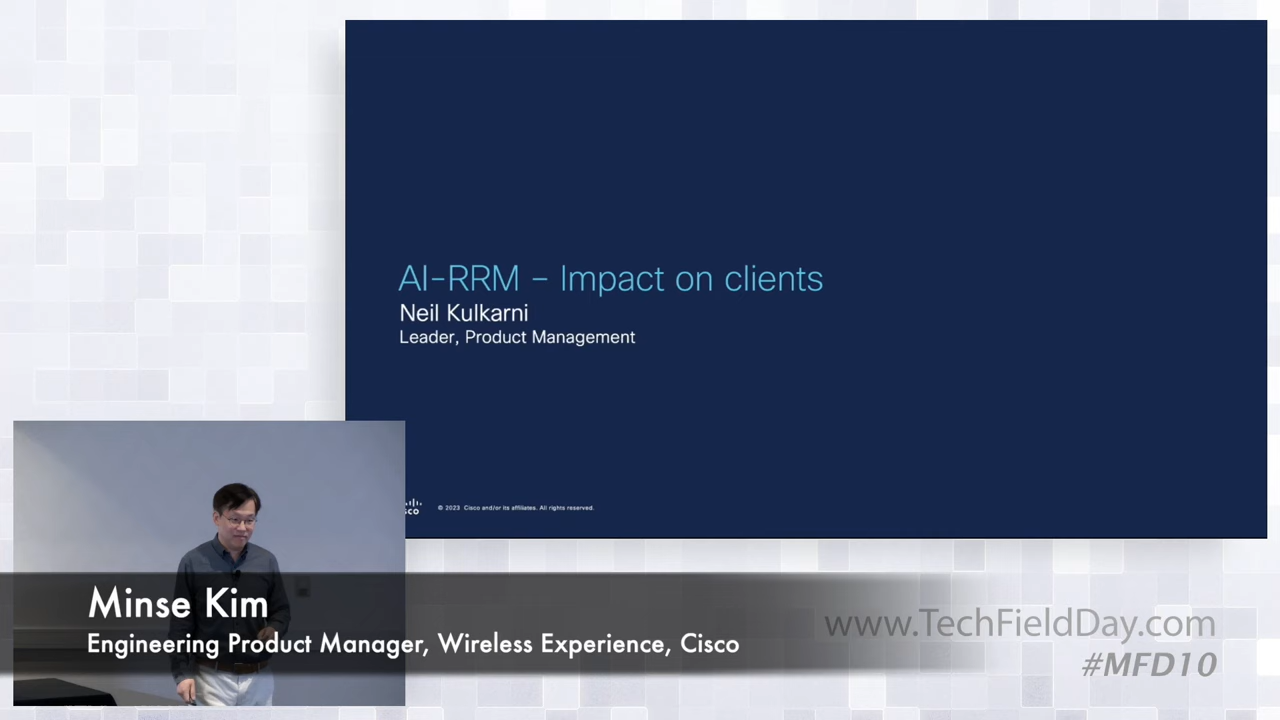 AI-RRM – Impact on clients
Neil Kulkarni
Leader, Product Management
© 2023 Cisco and/or its affiliates. All rights reserved.
Minse Kim
Engineering Product Manager, Wireless Experience, Cisco
www.TechFieldDay.com
#MFD10